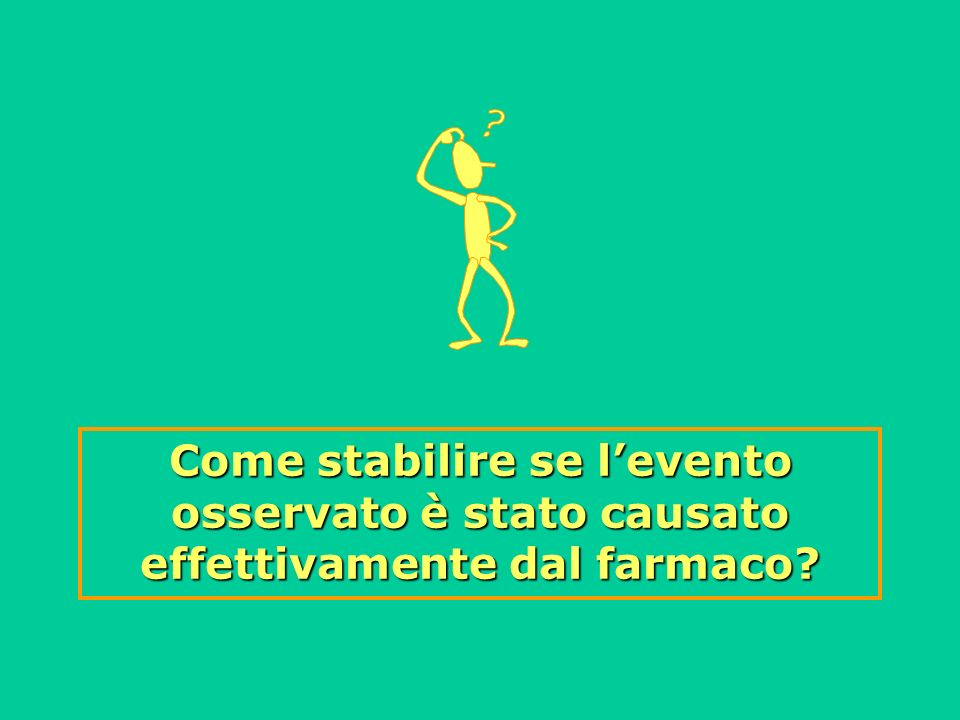 ?
Come stabilire se l’evento
osservato è stato causato
effettivamente dal farmaco?